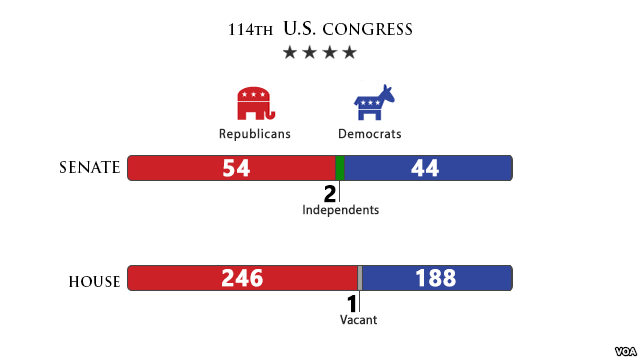 114TH U.S. CONGRESS
Republicans Democrats
SENATE 54 44
2
Independents
HOUSE 246 188
1
Vacant
VOA